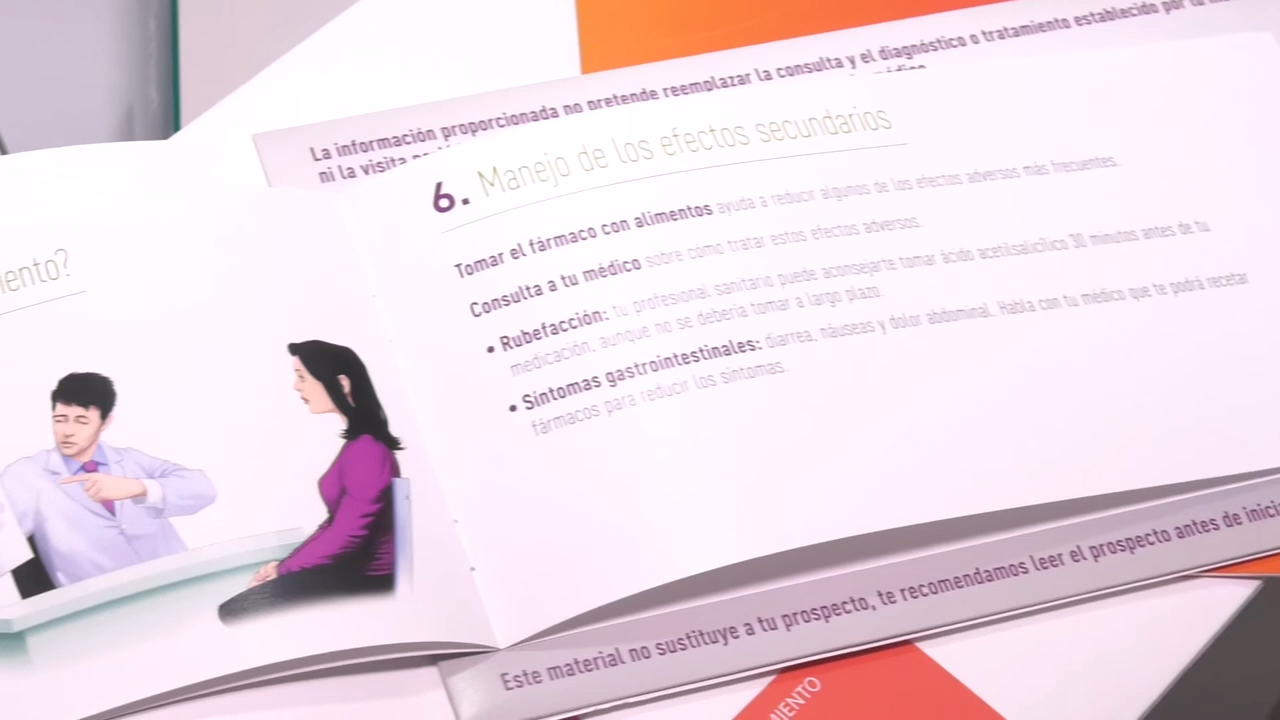 La información proporcionada no pretende reemplazar la consulta y el diagnóstico o tratamiento establecido por tu
ni la visita
médico
6. Manejo de los efectos secundarios
Tomar el fármaco con alimentos ayuda a reducir algunos de los efectos adversos más frecuentes.
Consulta a tu médico sobre cómo tratar estos efectos adversos.
• Rubefacción: tu profesional sanitario puede aconsejarte tomar ácido acetilsalicílico 30 minutos antes de tu
medicación, aunque no se debería tomar a largo plazo.
• Síntomas gastrointestinales: diarrea, náuseas y dolor abdominal. Habla con tu médico que te podrá recetar
fármacos para reducir los síntomas.
Este material no sustituye a tu prospecto, te recomendamos leer el prospecto antes de